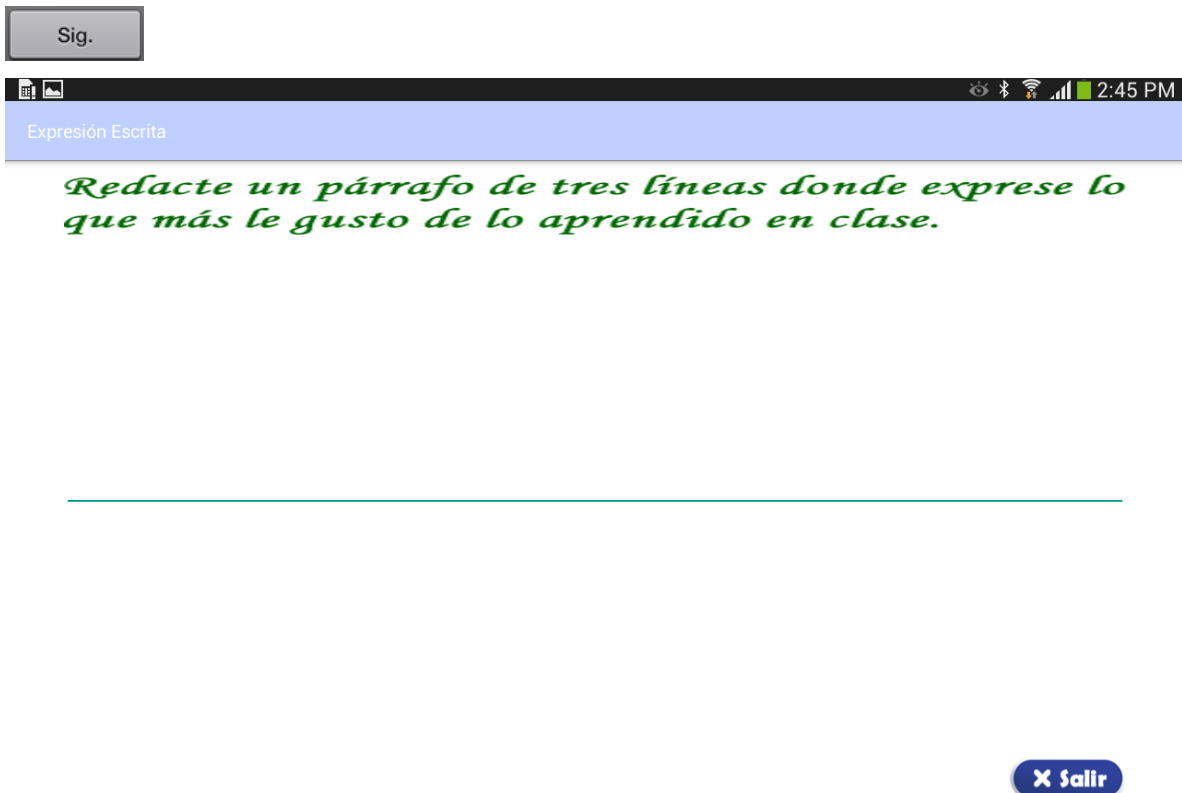 Sig.
2:45 PM
Expresión Escrita
Redacte un párrafo de tres líneas donde exprese lo
que más le gusto de lo aprendido en clase.
X Salir